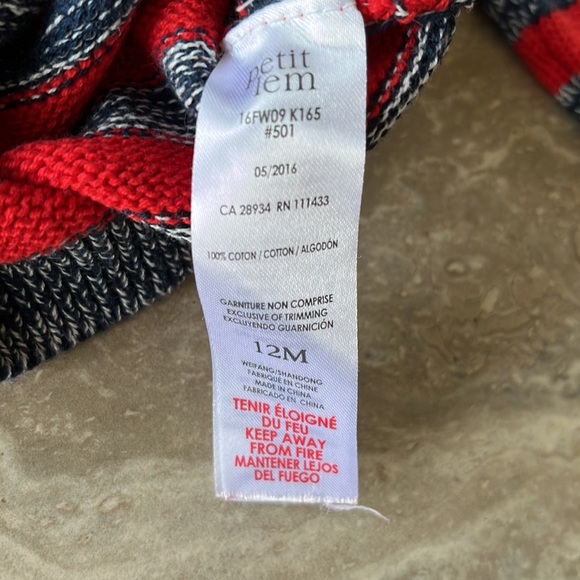 petit
lem
16FW09 K165
#501
05/2016
CA 28934 RN 111433
100% COTON / COTTON / ALGODÓN
GARNITURE NON COMPRISE
EXCLUSIVE OF TRIMMING
EXCLUYENDO GUARNICIÓN
12M
WEIFANG/SHANDONG
FABRIQUÉ EN CHINE
MADE IN CHINA
FABRICADO EN CHINA
TENIR ÉLOIGNÉ
DU FEU
KEEP AWAY
FROM FIRE
MANTENER LEJOS
DEL FUEGO